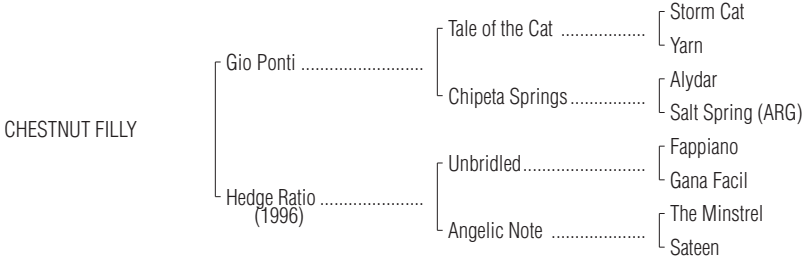 Storm Cat
Tale of the Cat ..................
Yarn
Gio Ponti ..........................
Alydar
Chipeta Springs ................
Salt Spring (ARG)
CHESTNUT FILLY
Fappiano
Unbridled..........................
Gana Facil
Hedge Ratio ......................
(1996)
The Minstrel
Angelic Note ....................
Sateen